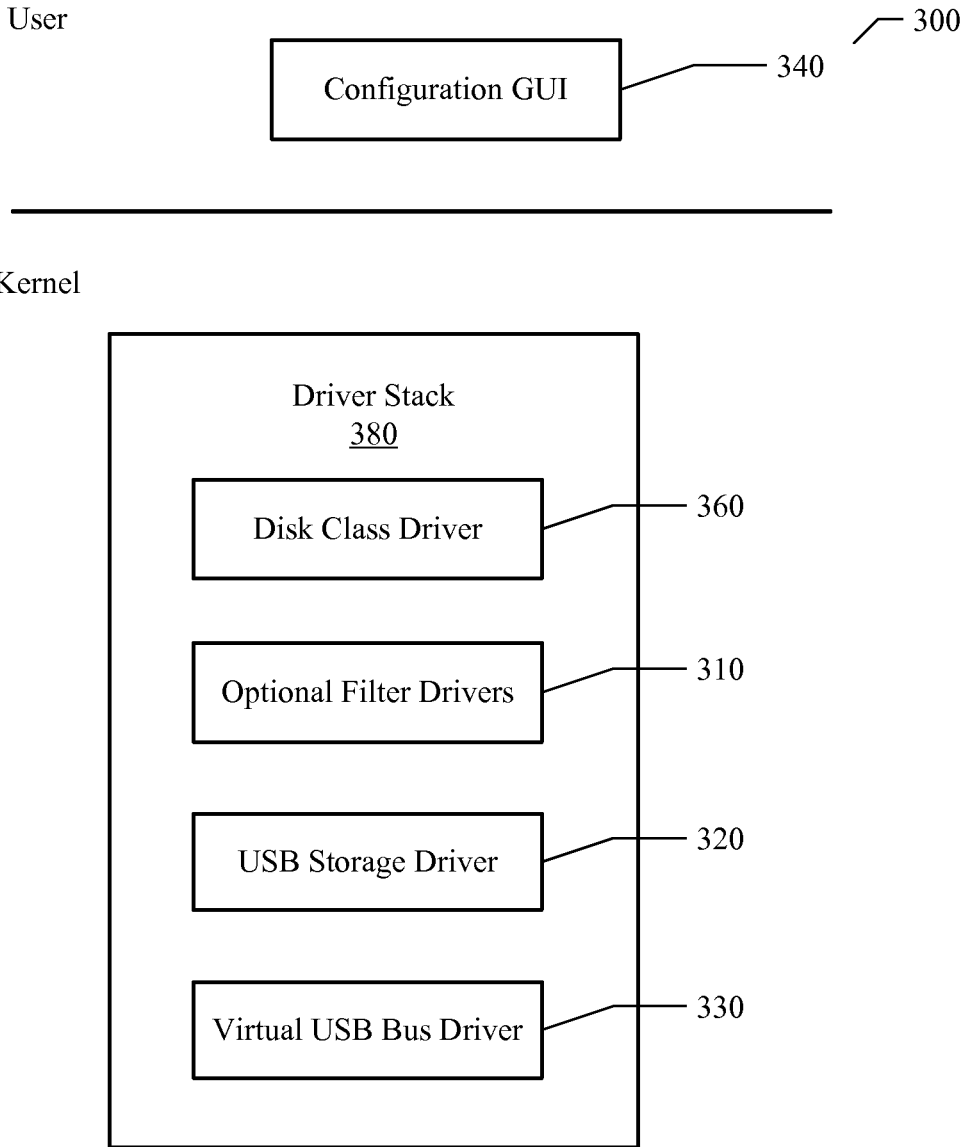 User
300
Configuration GUI
340
Kernel
Driver Stack
380
Disk Class Driver
360
Optional Filter Drivers
310
USB Storage Driver
320
Virtual USB Bus Driver
330